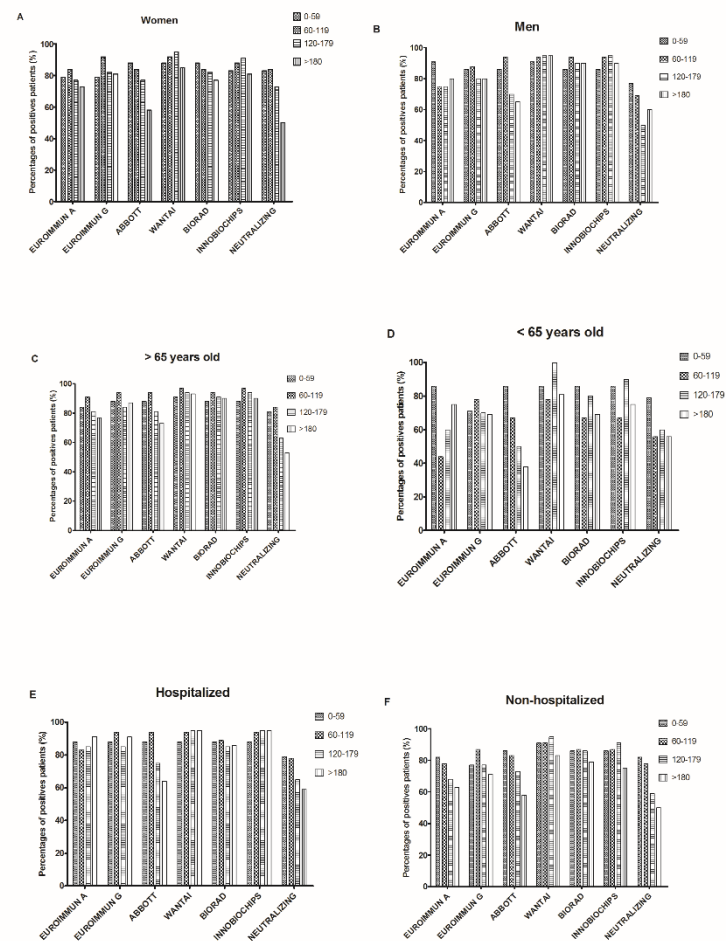 A
Women
0-59
60-119
120-179
>180
Percentages of positives patients (%)
100
80
60
40
20
0
EUROIMMUN A
EUROIMMUN G
ABBOTT
WANTAI
BIORAD
INNOBIOCHIPS
NEUTRALIZING
B
Men
0-59
60-119
120-179
>180
Percentages of positives patients (%)
100
80
60
40
20
0
EUROIMMUN A
EUROIMMUN G
ABBOTT
WANTAI
BIORAD
INNOBIOCHIPS
NEUTRALIZING
C
> 65 years old
0-59
60-119
120-179
>180
Percentages of positives patients (%)
100
80
60
40
20
0
EUROIMMUN A
EUROIMMUN G
ABBOTT
WANTAI
BIORAD
INNOBIOCHIPS
NEUTRALIZING
D
< 65 years old
0-59
60-119
120-179
>180
Percentages of positives patients (%)
100
80
60
40
20
0
EUROIMMUN A
EUROIMMUN G
ABBOTT
WANTAI
BIORAD
INNOBIOCHIPS
NEUTRALIZING
E
Hospitalized
0-59
60-119
120-179
>180
Percentages of positives patients (%)
100
80
60
40
20
0
EUROIMMUN A
EUROIMMUN G
ABBOTT
WANTAI
BIORAD
INNOBIOCHIPS
NEUTRALIZING
F
Non-hospitalized
0-59
60-119
120-179
>180
Percentages of positives patients (%)
100
80
60
40
20
0
EUROIMMUN A
EUROIMMUN G
ABBOTT
WANTAI
BIORAD
INNOBIOCHIPS
NEUTRALIZING